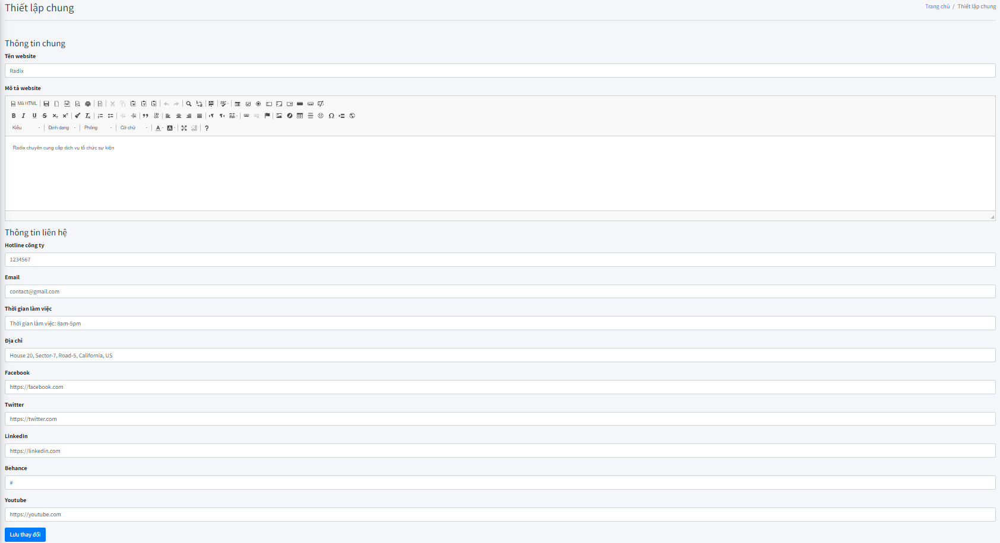 Thiết lập chung
Trang chủ / Thiết lập chung
Thông tin chung
Tên website
Radix
Mô tả website
Mã HTML
B I U S
Kiểu Định dạng Phông Cỡ chữ A A ?
Radix chuyên cung cấp dịch vụ tổ chức sự kiện
Thông tin liên hệ
Hotline công ty
1234567
Email
contact@gmail.com
Thời gian làm việc
Thời gian làm việc: 8am-5pm
Địa chỉ
House 20, Sector-7, Road-5, California, US
Facebook
https://facebook.com
Twitter
https://twitter.com
LinkedIn
https://linkedin.com
Behance
#
Youtube
https://youtube.com
Lưu thay đổi